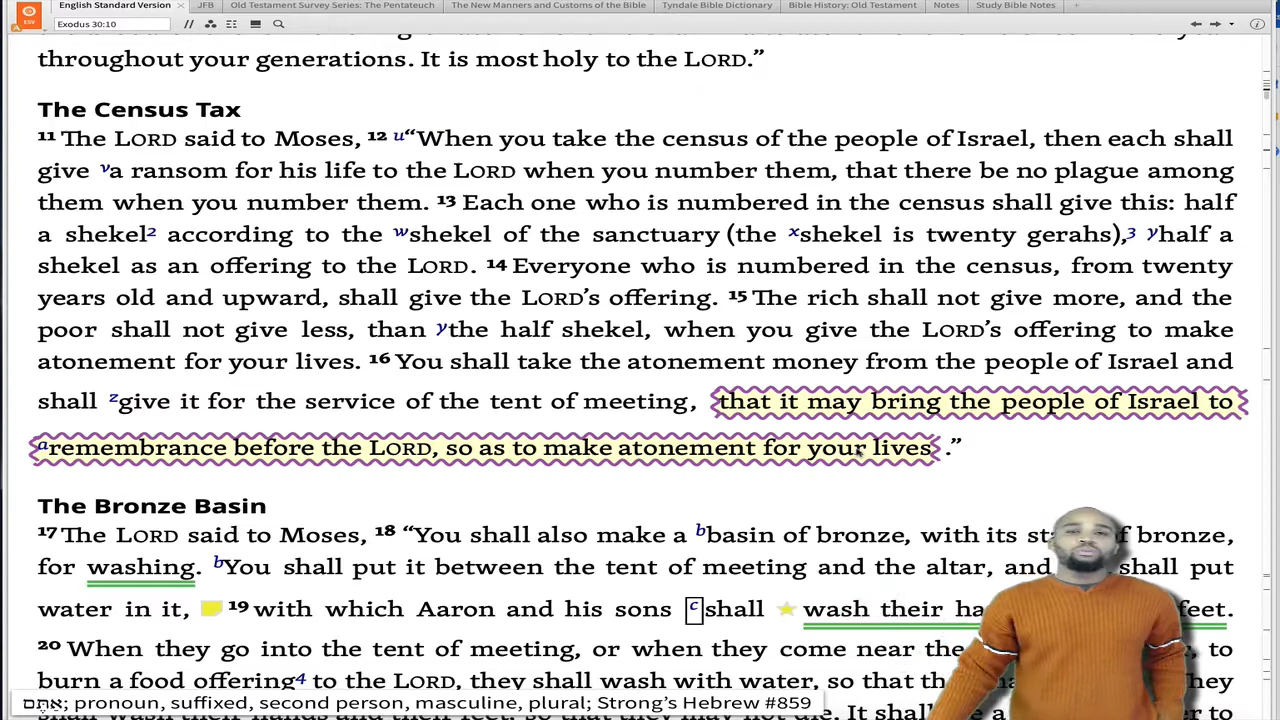 English Standard Version × JFB Old Testament Survey Series: The Pentateuch The New Manners and Customs of the Bible Tyndale Bible Dictionary Bible History: Old Testament Notes Study Bible Notes +
ESV Exodus 30:10
throughout your generations. It is most holy to the LORD.”
The Census Tax
11 The LORD said to Moses, 12 u“When you take the census of the people of Israel, then each shall
give va ransom for his life to the LORD when you number them, that there be no plague among
them when you number them. 13 Each one who is numbered in the census shall give this: half
a shekel2 according to the wshekel of the sanctuary (the xshekel is twenty gerahs),3 yhalf a
shekel as an offering to the LORD. 14 Everyone who is numbered in the census, from twenty
years old and upward, shall give the LORD’s offering. 15 The rich shall not give more, and the
poor shall not give less, than ythe half shekel, when you give the LORD’s offering to make
atonement for your lives. 16 You shall take the atonement money from the people of Israel and
shall zgive it for the service of the tent of meeting, that it may bring the people of Israel to
aremembrance before the LORD, so as to make atonement for your lives .”
The Bronze Basin
17 The LORD said to Moses, 18 “You shall also make a bbasin of bronze, with its st of bronze,
for washing. bYou shall put it between the tent of meeting and the altar, and shall put
water in it, 19 with which Aaron and his sons c shall wash their ha feet.
20 When they go into the tent of meeting, or when they come near the to
burn a food offering4 to the LORD, they shall wash with water, so that th They
אַתֶּם; pronoun, suffixed, second person, masculine, plural; Strong’s Hebrew #859